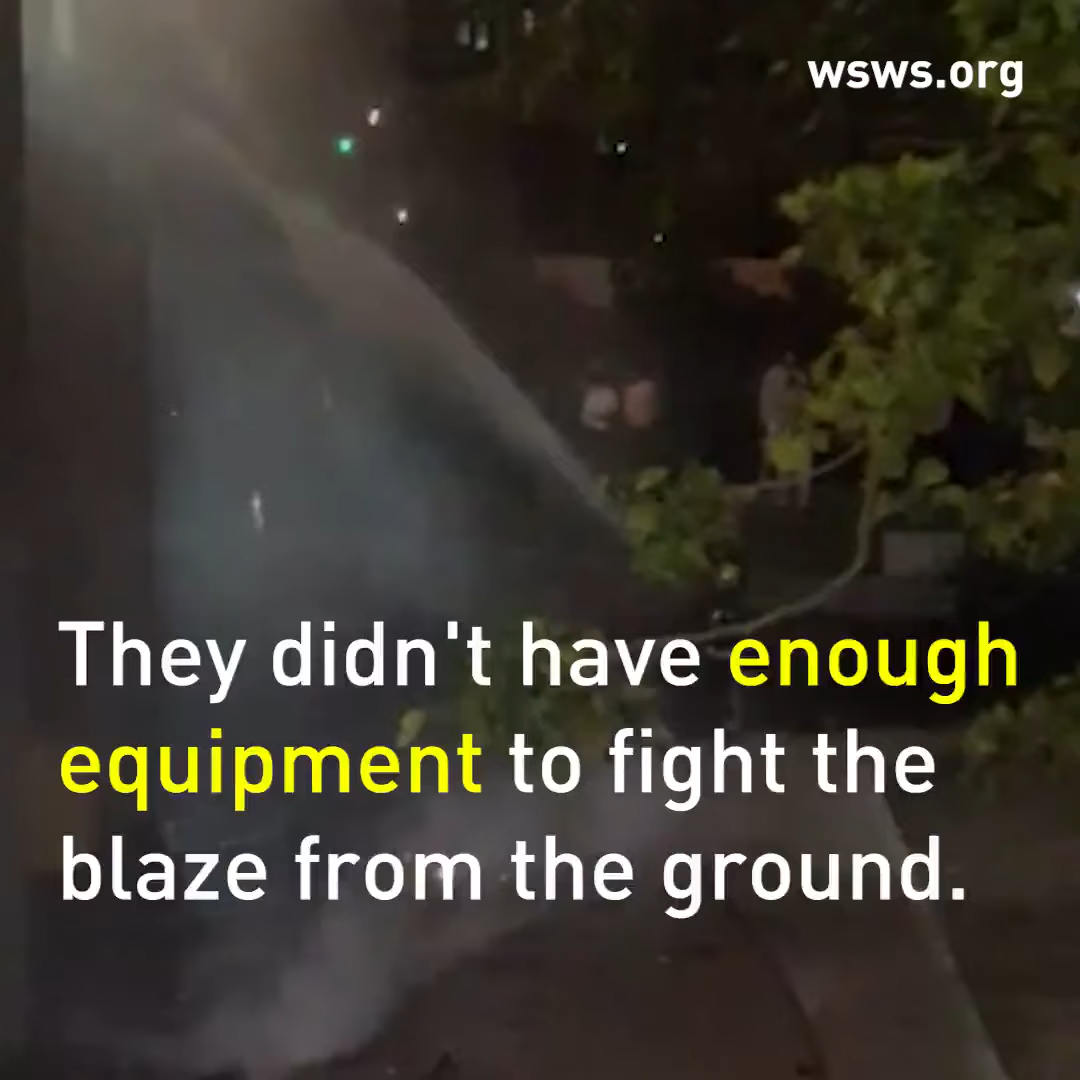 wsws.org
They didn't have enough
equipment to fight the
blaze from the ground.